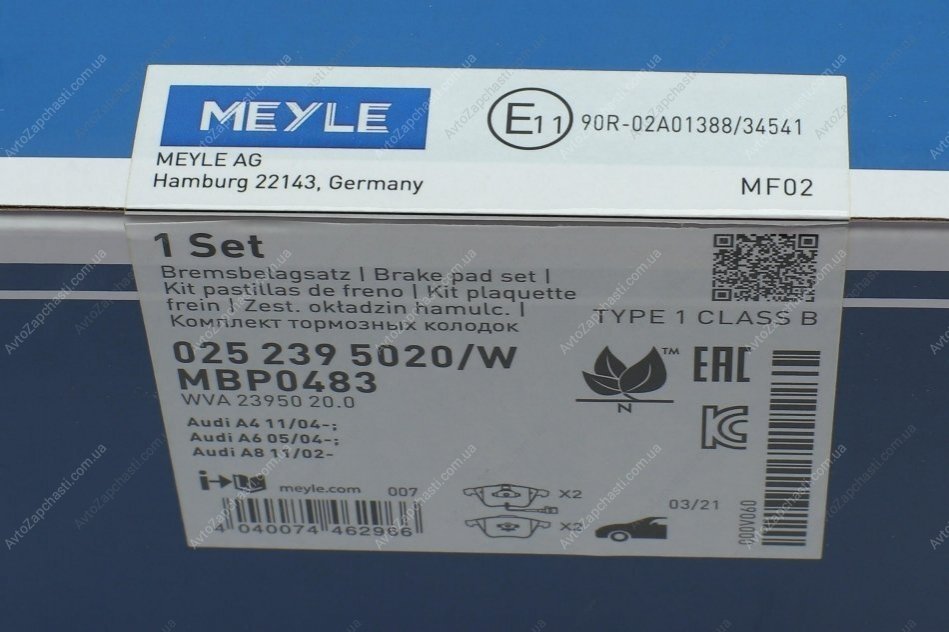 MEYLE
E11 90R-02A01388/34541
MEYLE AG
Hamburg 22143, Germany
MF02
1 Set
Bremsbelagsatz | Brake pad set |
Kit pastillas de freno | Kit plaquette
frein | Zest. okładzin hamulc. |
Комплект тормозных колодок
TYPE 1 CLASS B
025 239 5020/W
MBP0483
WVA 23950 20.0
Audi A4 11/04-;
Audi A6 05/04-;
Audi A8 11/02-
TM
N
EAC
meyle.com 007
4 040074 462966
X2
X2
03/21
G00V060
AvtoZapchasti.com.ua